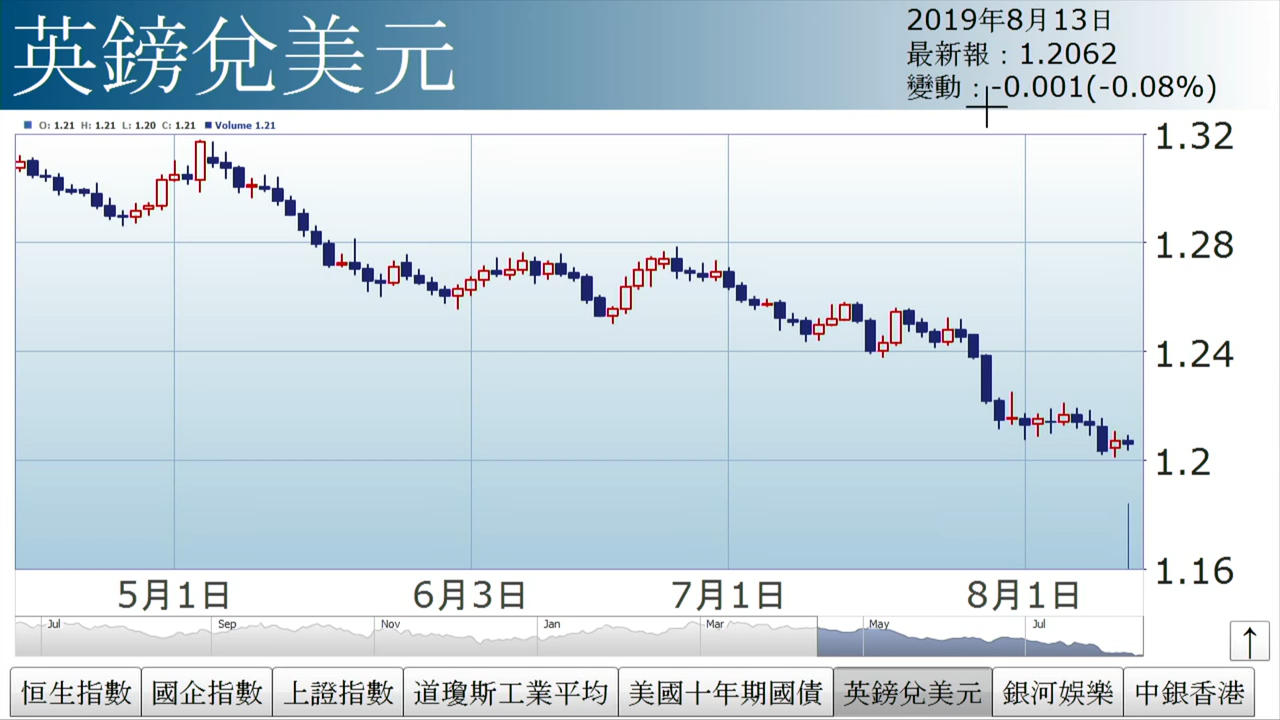 英鎊兌美元
2019年8月13日
最新報：1.2062
變動：-0.001(-0.08%)
O: 1.21 H: 1.21 L: 1.20 C: 1.21 Volume 1.21
1.32
1.28
1.24
1.2
1.16
5月1日 6月3日 7月1日 8月1日
Jul Sep Nov Jan Mar May Jul
↑
恒生指數 國企指數 上證指數 道瓊斯工業平均 美國十年期國債 英鎊兌美元 銀河娛樂 中銀香港